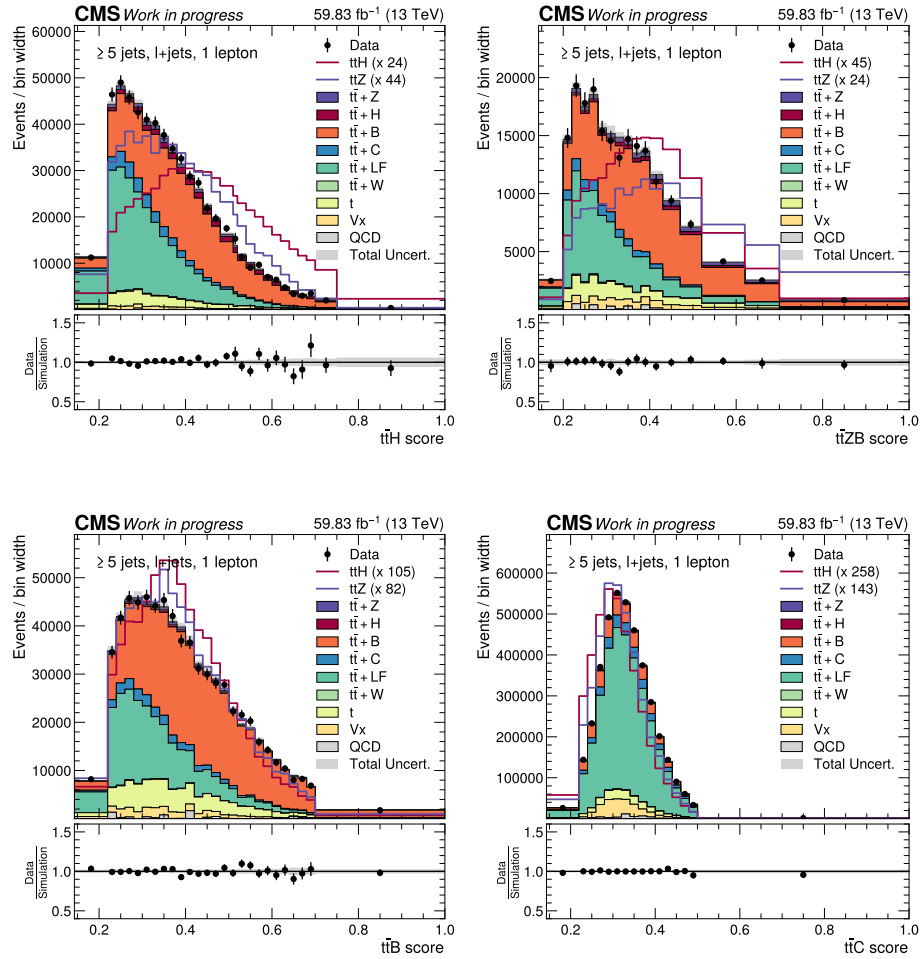 CMS Work in progress 59.83 fb⁻¹ (13 TeV)
≥ 5 jets, l+jets, 1 lepton
Events / bin width
60000
50000
40000
30000
20000
10000
Data
ttH (x 24)
ttZ (x 44)
tt̄ + Z
tt̄ + H
tt̄ + B
tt̄ + C
tt̄ + LF
tt̄ + W
t
Vx
QCD
Total Uncert.
Data
Simulation
1.5
1.0
0.5
0.2 0.4 0.6 0.8 1.0
tt̄H score
CMS Work in progress 59.83 fb⁻¹ (13 TeV)
≥ 5 jets, l+jets, 1 lepton
Events / bin width
20000
15000
10000
5000
Data
ttH (x 45)
ttZ (x 24)
tt̄ + Z
tt̄ + H
tt̄ + B
tt̄ + C
tt̄ + LF
tt̄ + W
t
Vx
QCD
Total Uncert.
Data
Simulation
1.5
1.0
0.5
0.2 0.4 0.6 0.8 1.0
tt̄ZB score
CMS Work in progress 59.83 fb⁻¹ (13 TeV)
≥ 5 jets, l+jets, 1 lepton
Events / bin width
50000
40000
30000
20000
10000
Data
ttH (x 105)
ttZ (x 82)
tt̄ + Z
tt̄ + H
tt̄ + B
tt̄ + C
tt̄ + LF
tt̄ + W
t
Vx
QCD
Total Uncert.
Data
Simulation
1.5
1.0
0.5
0.2 0.4 0.6 0.8 1.0
tt̄B score
CMS Work in progress 59.83 fb⁻¹ (13 TeV)
≥ 5 jets, l+jets, 1 lepton
Events / bin width
600000
500000
400000
300000
200000
100000
Data
ttH (x 258)
ttZ (x 143)
tt̄ + Z
tt̄ + H
tt̄ + B
tt̄ + C
tt̄ + LF
tt̄ + W
t
Vx
QCD
Total Uncert.
Data
Simulation
1.5
1.0
0.5
0.2 0.4 0.6 0.8 1.0
tt̄C score